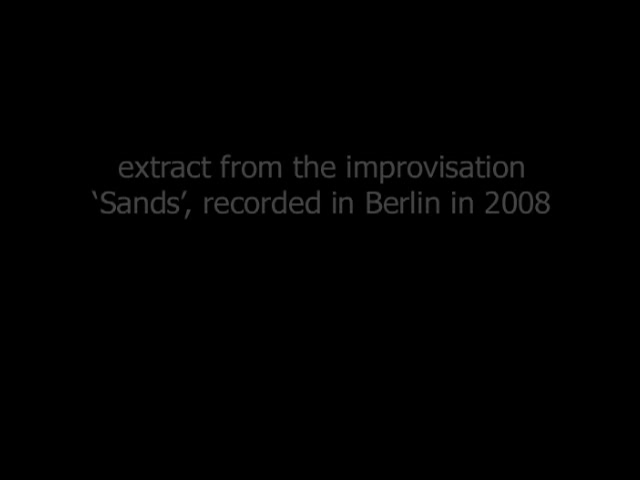 extract from the improvisation
‘Sands’, recorded in Berlin in 2008